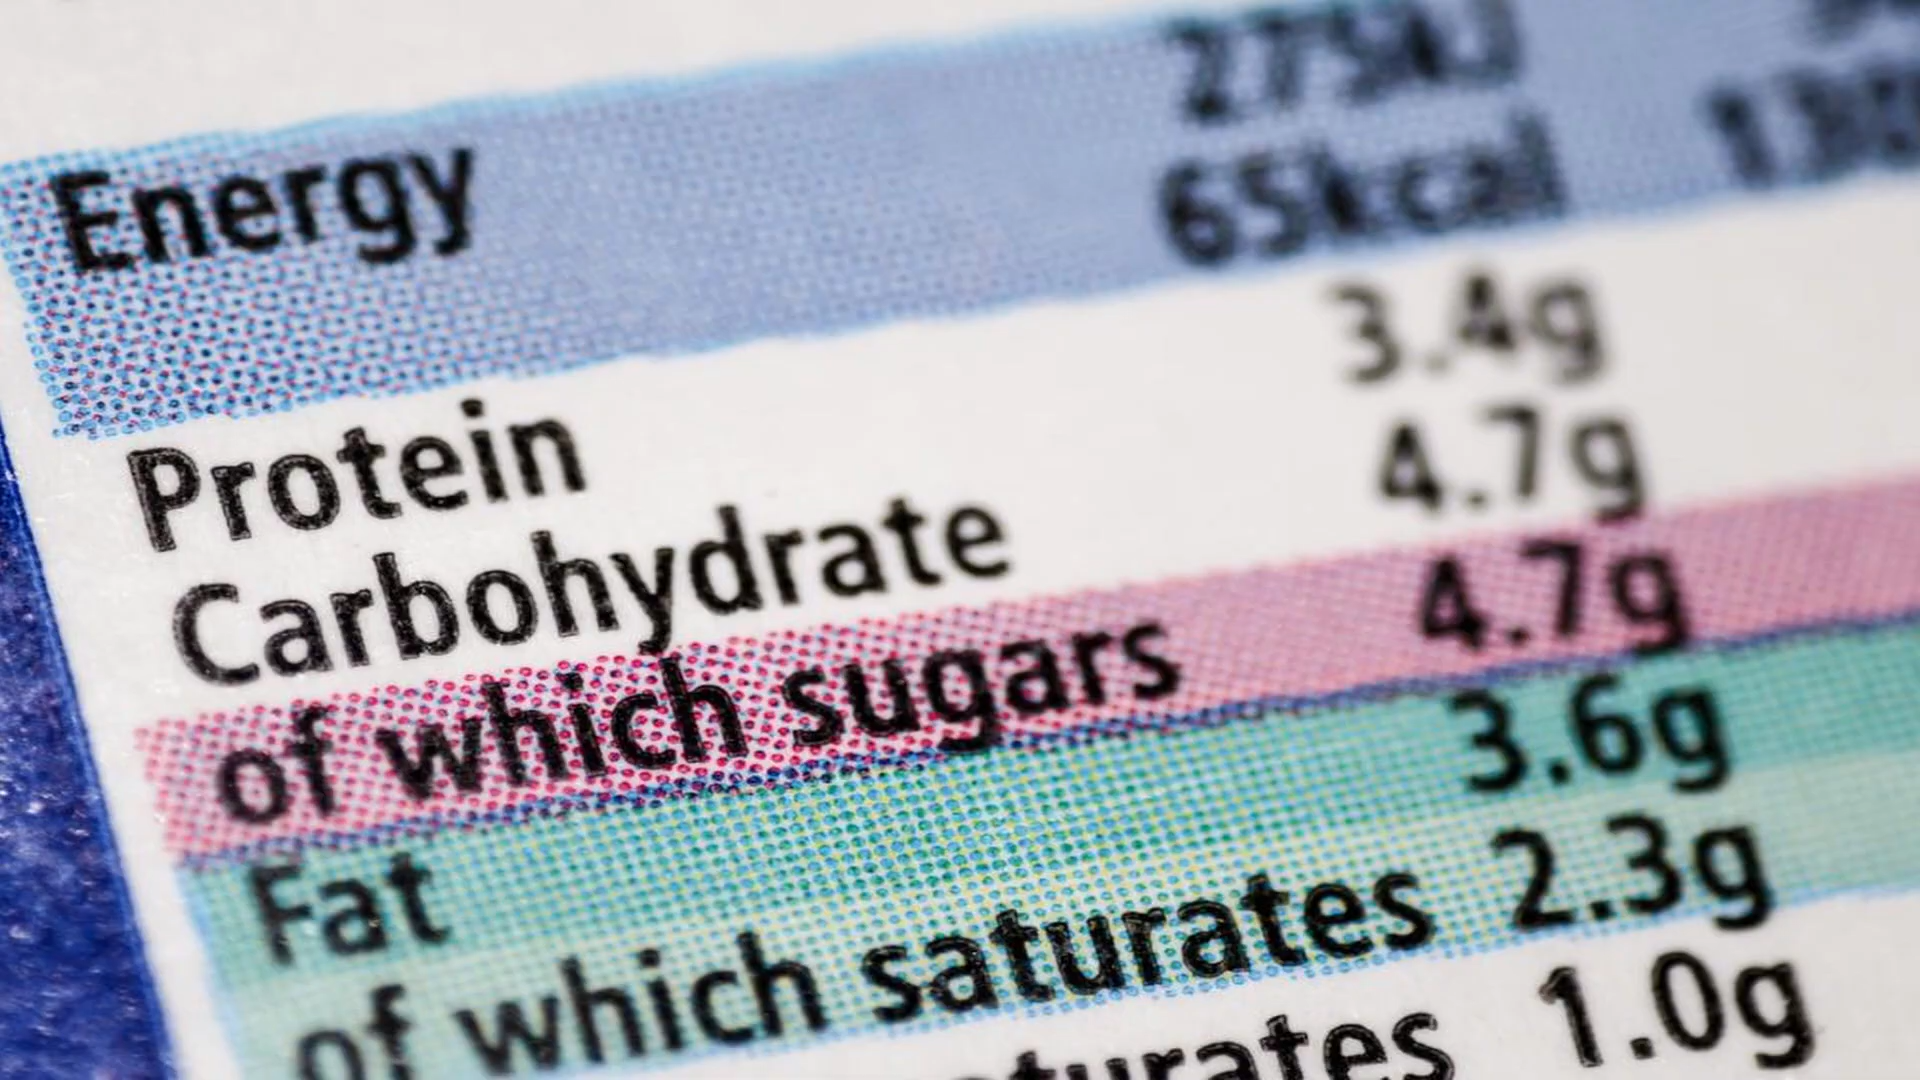 Energy 275kJ
65kcal
Protein 3.4g
Carbohydrate 4.7g
of which sugars 4.7g
Fat 3.6g
of which saturates 2.3g
1.0g